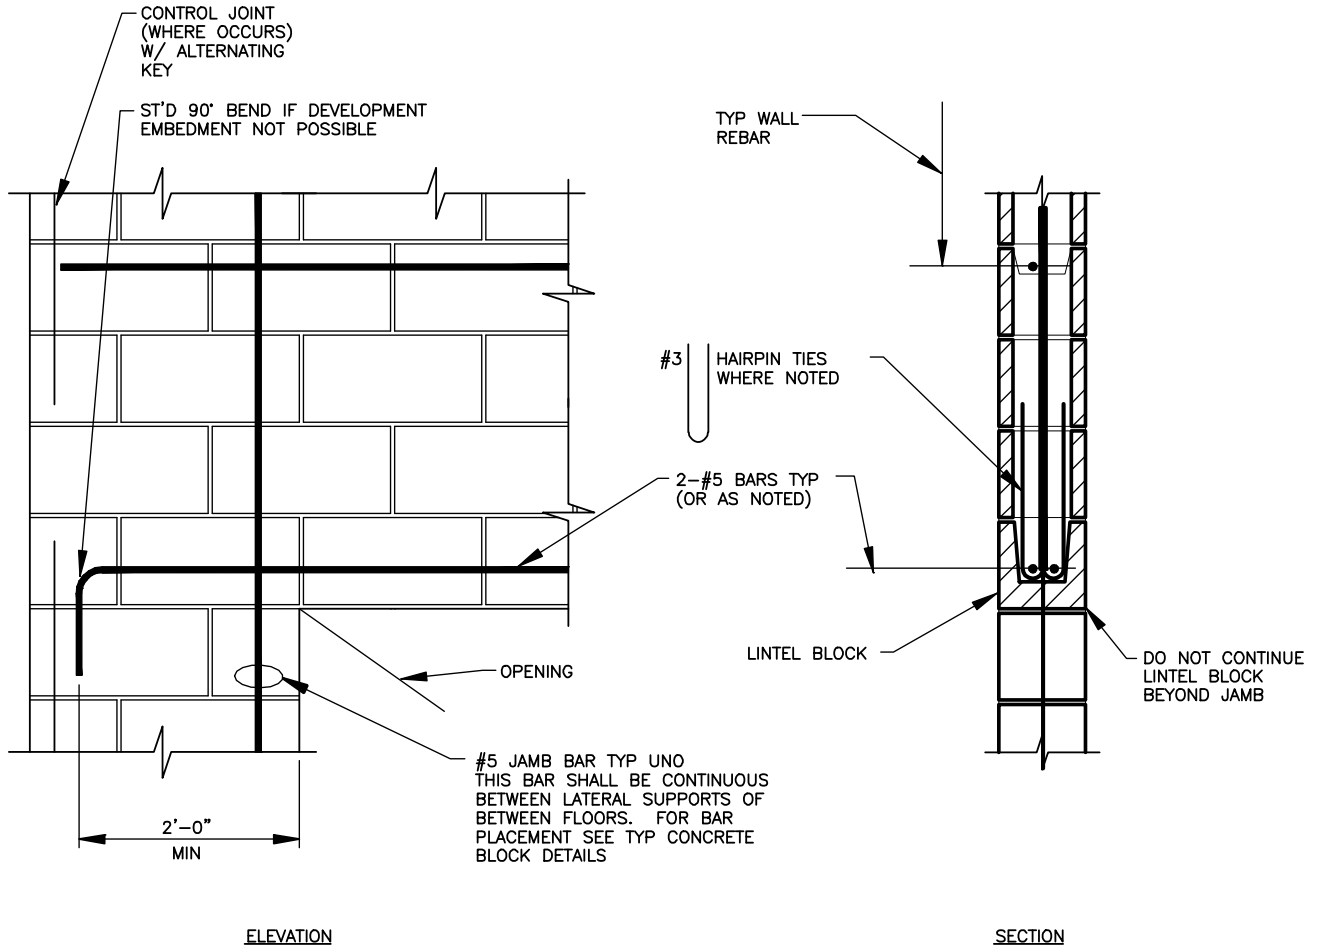 CONTROL JOINT
(WHERE OCCURS)
W/ ALTERNATING
KEY
ST'D 90° BEND IF DEVELOPMENT
EMBEDMENT NOT POSSIBLE
TYP WALL
REBAR
#3
HAIRPIN TIES
WHERE NOTED
2-#5 BARS TYP
(OR AS NOTED)
OPENING
LINTEL BLOCK
DO NOT CONTINUE
LINTEL BLOCK
BEYOND JAMB
#5 JAMB BAR TYP UNO
THIS BAR SHALL BE CONTINUOUS
BETWEEN LATERAL SUPPORTS OF
BETWEEN FLOORS. FOR BAR
PLACEMENT SEE TYP CONCRETE
BLOCK DETAILS
2'-0"
MIN
ELEVATION
SECTION